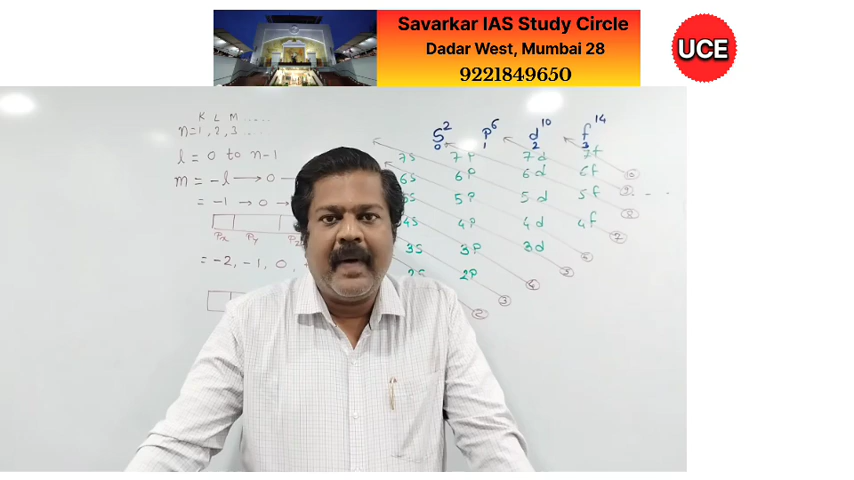 Savarkar IAS Study Circle
Dadar West, Mumbai 28
9221849650
UCE
K L M ....
n=1, 2, 3 ...
l = 0 to n-1
m = -l → 0 →
= -1 → 0 →
Px Py Pz
= -2, -1, 0,
S² p⁶ d¹⁰ f¹⁴
0 1 2 3
7S 7P 7d 7f
6S 6P 6d 6f
5S 5P 5d 5f
4S 4P 4d 4f
3S 3P 3d
2S 2P